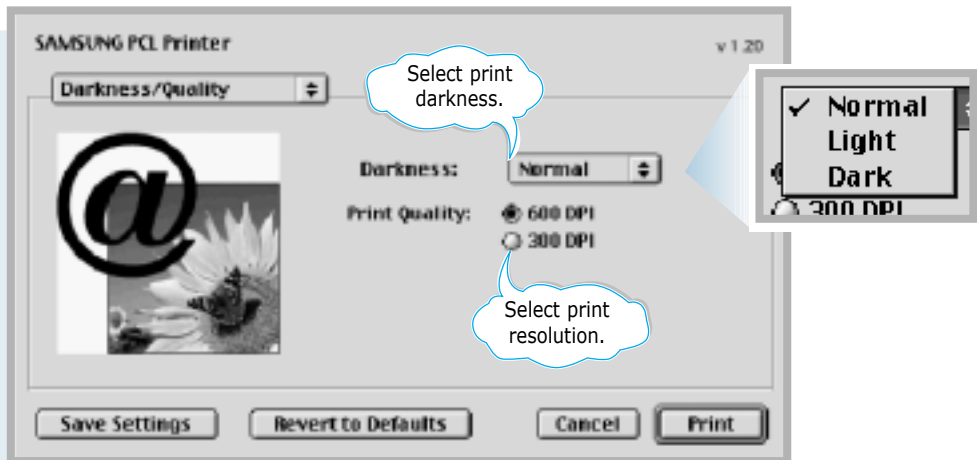 SAMSUNG PCL Printer
v 1.20
Darkness/Quality
Select print
darkness.
Darkness:
Normal
Print Quality:
600 DPI
300 DPI
Select print
resolution.
✓ Normal
Light
Dark
300 DPI
@
Save Settings
Revert to Defaults
Cancel
Print